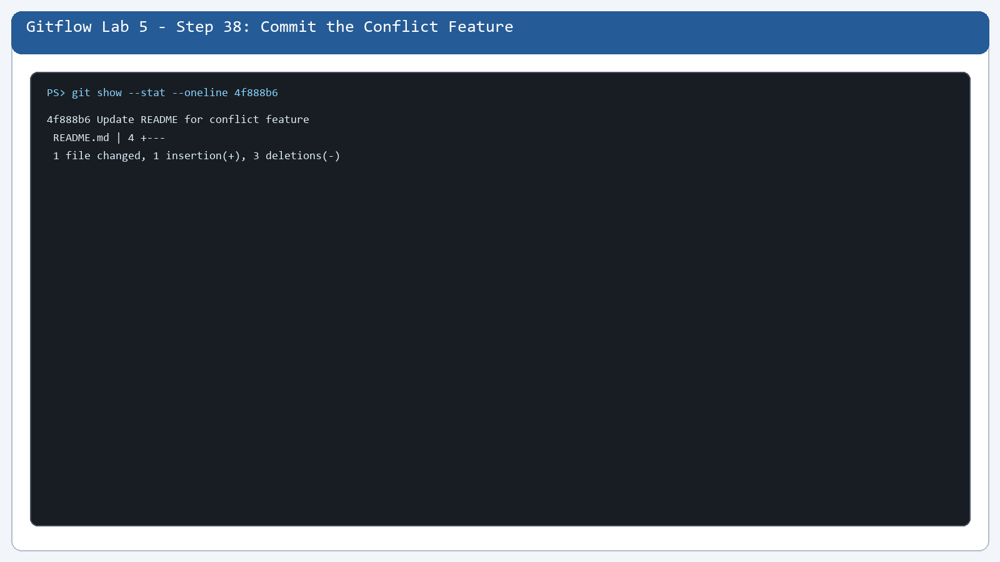 Gitflow Lab 5 - Step 38: Commit the Conflict Feature
PS> git show --stat --oneline 4f888b6
4f888b6 Update README for conflict feature
README.md | 4 +---
1 file changed, 1 insertion(+), 3 deletions(-)